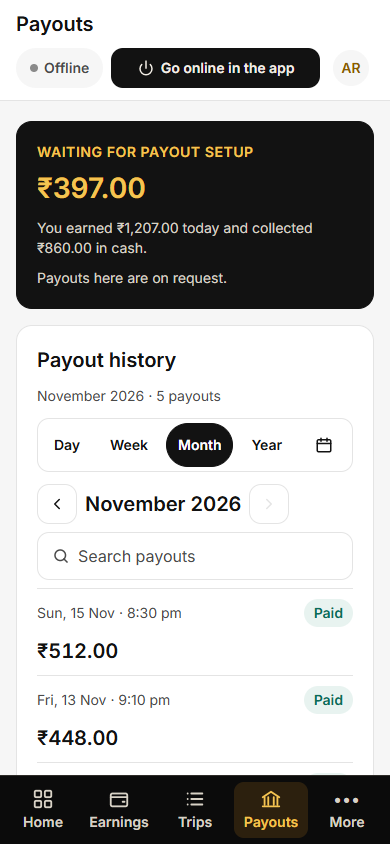 Payouts
Offline
Go online in the app
AR
WAITING FOR PAYOUT SETUP
₹397.00
You earned ₹1,207.00 today and collected
₹860.00 in cash.
Payouts here are on request.
Payout history
November 2026 · 5 payouts
Day Week Month Year
November 2026
Search payouts
Sun, 15 Nov · 8:30 pm Paid
₹512.00
Fri, 13 Nov · 9:10 pm Paid
₹448.00
Home Earnings Trips Payouts More